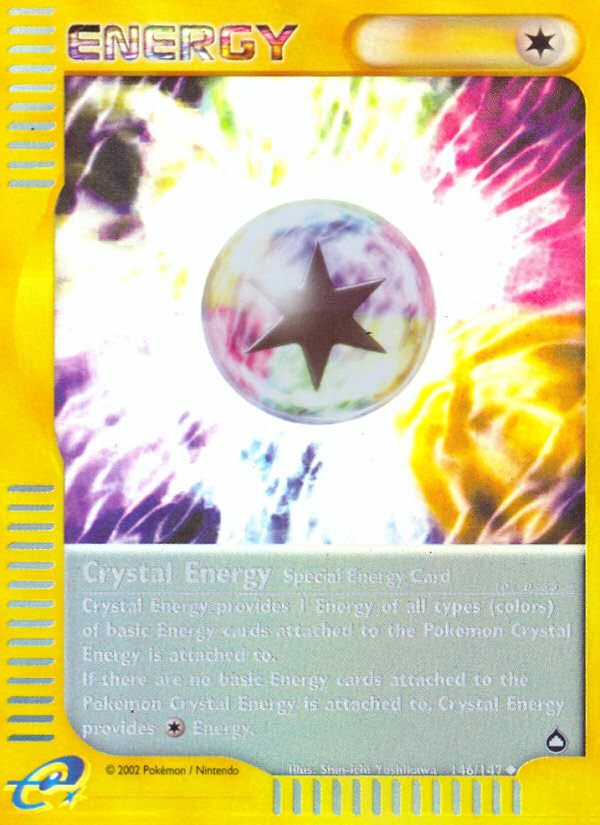 ENERGY
Crystal Energy Special Energy Card
Crystal Energy provides 1 Energy of all types (colors)
of basic Energy cards attached to the Pokémon Crystal
Energy is attached to.
If there are no basic Energy cards attached to the
Pokémon Crystal Energy is attached to, Crystal Energy
provides Energy.
Illus. Shin-ichi Yoshikawa 146/147
© 2002 Pokémon / Nintendo
e